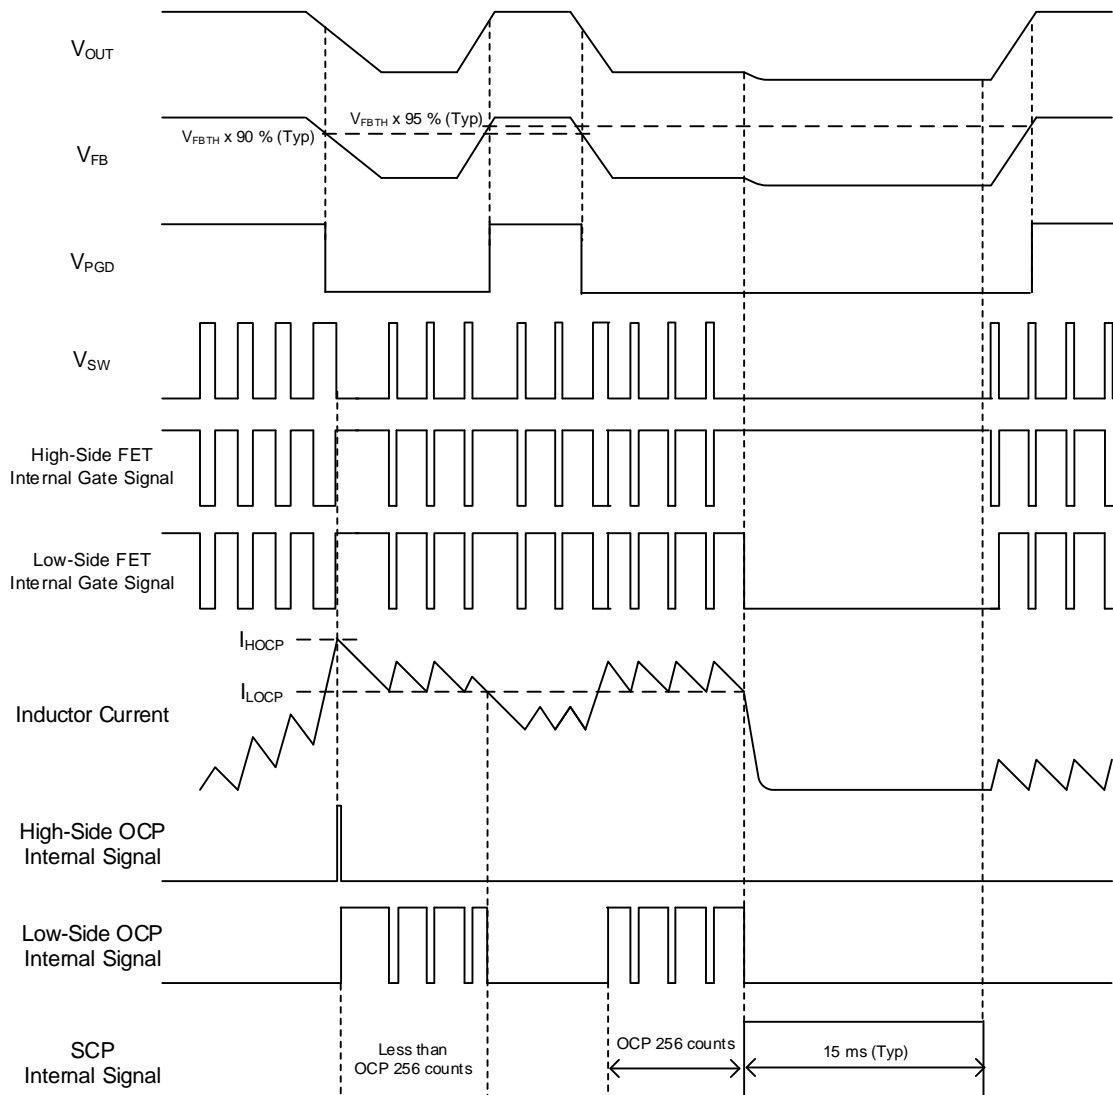 VOUT
VFBTH x 95 % (Typ)
VFBTH x 90 % (Typ)
VFB
VPGD
VSW
High-Side FET
Internal Gate Signal
Low-Side FET
Internal Gate Signal
IHOCP
ILOCP
Inductor Current
High-Side OCP
Internal Signal
Low-Side OCP
Internal Signal
SCP
Internal Signal
Less than
OCP 256 counts
OCP 256 counts
15 ms (Typ)